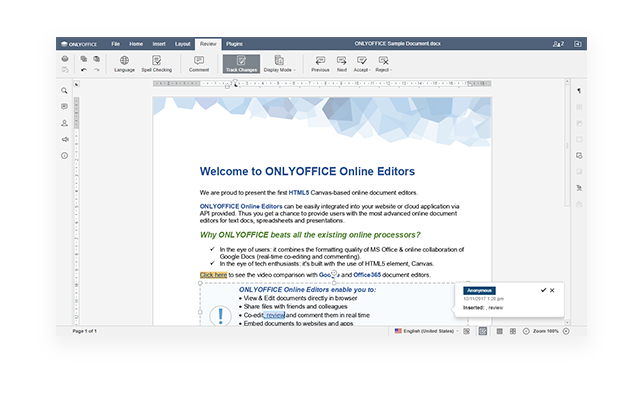 ONLYOFFICE File Home Insert Layout Review Plugins ONLYOFFICE Sample Document.docx 2
Language Spell Checking Comment Track Changes Display Mode Previous Next Accept Reject
Welcome to ONLYOFFICE Online Editors
We are proud to present the first HTML5 Canvas-based online document editors.
ONLYOFFICE Online Editors can be easily integrated into your website or cloud application via
API provided. Thus you get a chance to provide users with the most advanced online document
editors for text docs, spreadsheets and presentations.
Why ONLYOFFICE beats all the existing online processors?
✓ In the eye of users: it combines the formatting quality of MS Office & online collaboration of
Google Docs (real-time co-editing and commenting).
✓ In the eye of tech enthusiasts: it's built with the use of HTML5 element, Canvas.
Click here to see the video comparison with and Office365 document editors.
ONLYOFFICE Online Editors enable you to:
• View & Edit documents directly in browser
• Share files with friends and colleagues
• Co-edit, review and comment them in real time
• Embed documents to websites and apps
Anonymous
12/11/2017 1:20 pm
Inserted: , review
Page 1 of 1 English (United States) Zoom 100%